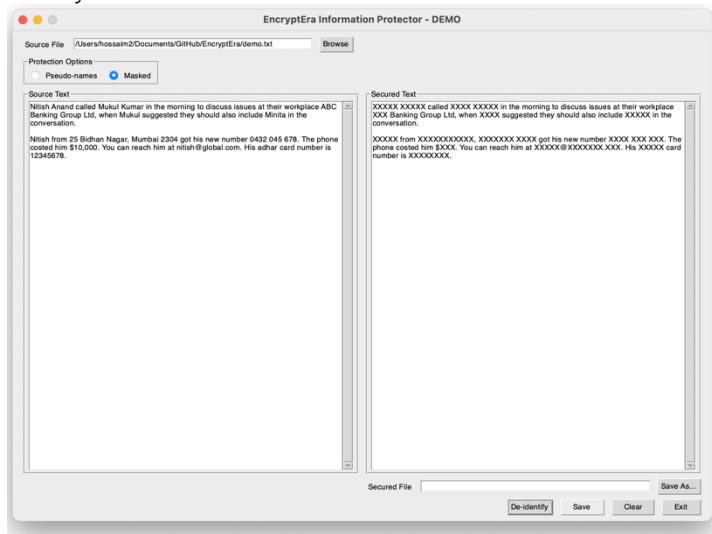 EncryptEra Information Protector - DEMO
Source File /Users/hossaim2/Documents/GitHub/EncryptEra/demo.txt Browse
Protection Options
Pseudo-names Masked
Source Text
Nitish Anand called Mukul Kumar in the morning to discuss issues at their workplace ABC
Banking Group Ltd, when Mukul suggested they should also include Minita in the
conversation.
Nitish from 25 Bidhan Nagar, Mumbai 2304 got his new number 0432 045 678. The phone
costed him $10,000. You can reach him at nitish@global.com. His adhar card number is
12345678.
Secured Text
XXXXX XXXXX called XXXX XXXXX in the morning to discuss issues at their workplace
XXX Banking Group Ltd, when XXXX suggested they should also include XXXXX in the
conversation.
XXXXX from XXXXXXXXXXX, XXXXXXX XXXX got his new number XXXX XXX XXX. The
phone costed him $XXX. You can reach him at XXXXX@XXXXXXX.XXX. His XXXXX card
number is XXXXXXXX.
Secured File Save As...
De-identify Save Clear Exit